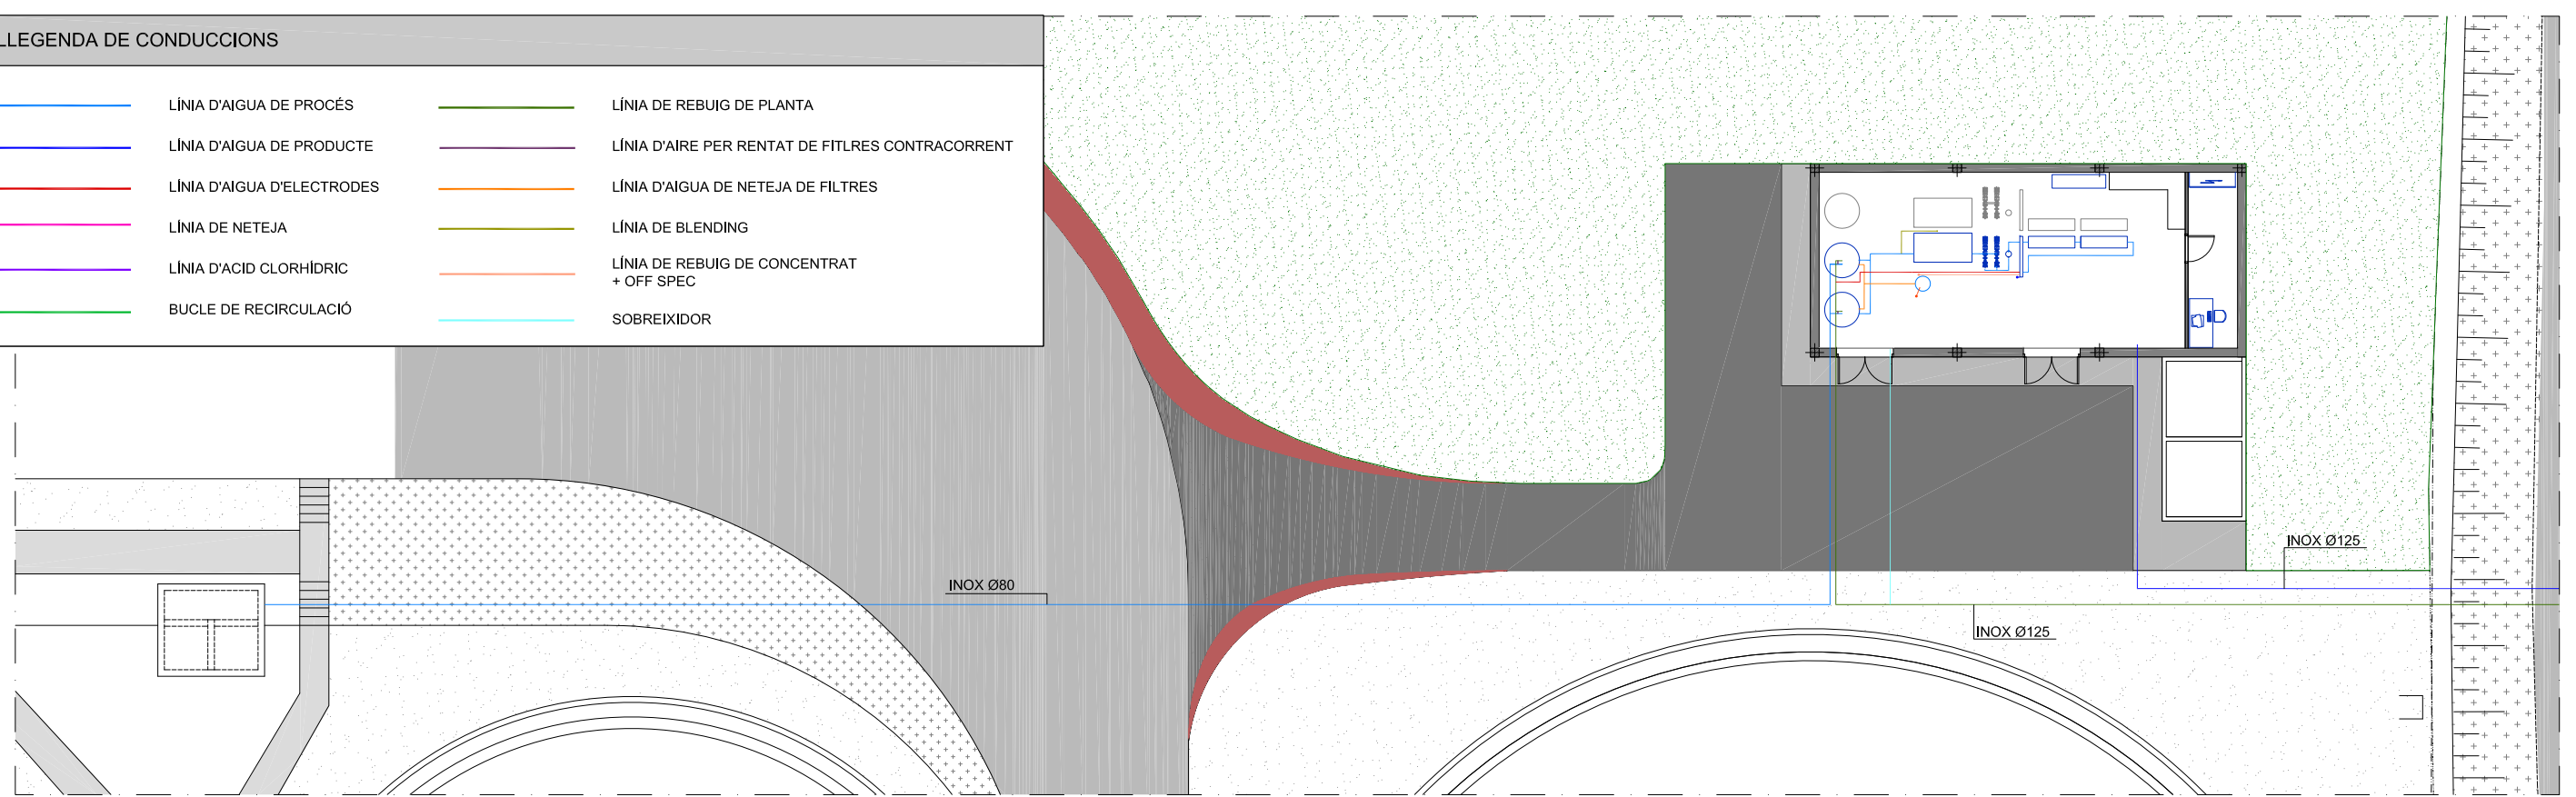 LLEGENDA DE CONDUCCIONS
LÍNIA D'AIGUA DE PROCÉS
LÍNIA D'AIGUA DE PRODUCTE
LÍNIA D'AIGUA D'ELECTRODES
LÍNIA DE NETEJA
LÍNIA D'ACID CLORHÍDRIC
BUCLE DE RECIRCULACIÓ
LÍNIA DE REBUIG DE PLANTA
LÍNIA D'AIRE PER RENTAT DE FITLRES CONTRACORRENT
LÍNIA D'AIGUA DE NETEJA DE FILTRES
LÍNIA DE BLENDING
LÍNIA DE REBUIG DE CONCENTRAT
+ OFF SPEC
SOBREIXIDOR
INOX Ø80
INOX Ø125
INOX Ø125